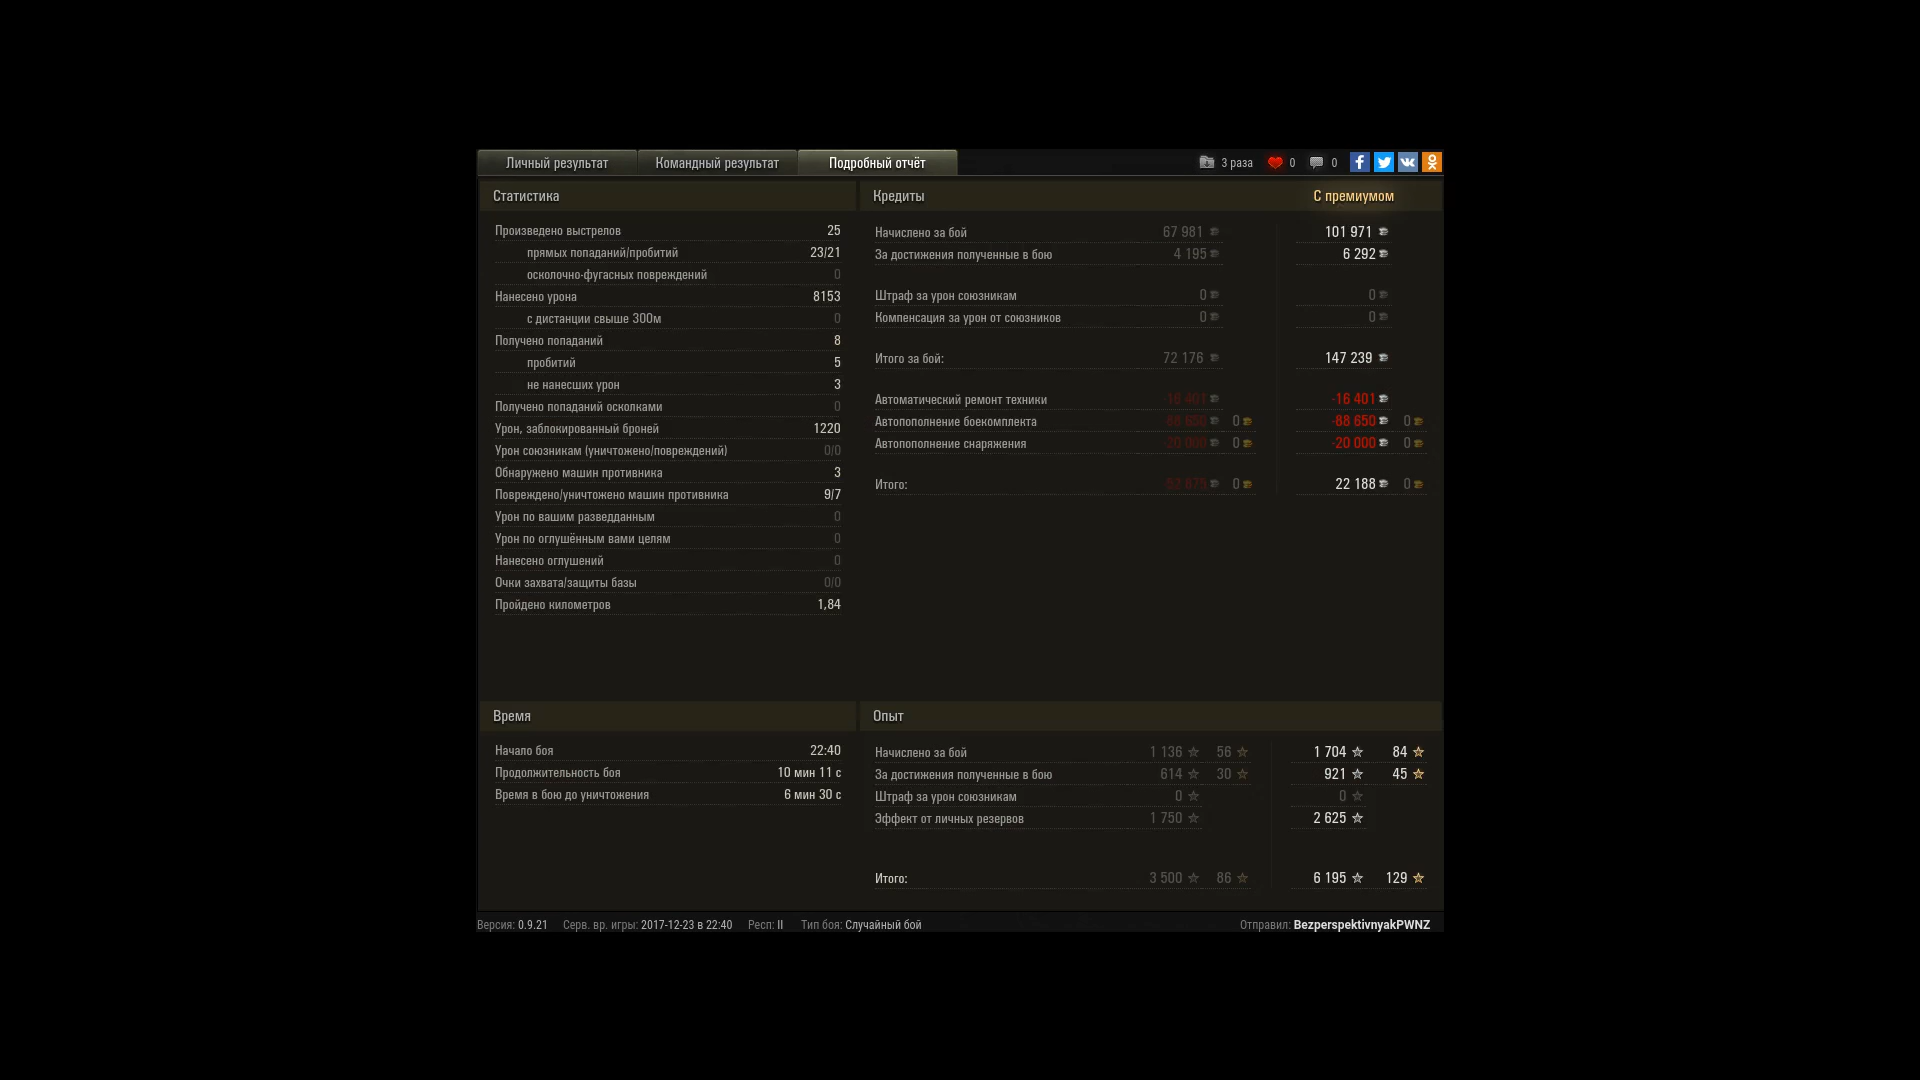 Личный результат Командный результат Подробный отчёт 3 раза 0 0
Статистика
Произведено выстрелов 25
прямых попаданий/пробитий 23/21
осколочно-фугасных повреждений 0
Нанесено урона 8153
с дистанции свыше 300м 0
Получено попаданий 8
пробитий 5
не нанесших урон 3
Получено попаданий осколками 0
Урон, заблокированный броней 1220
Урон союзникам (уничтожено/повреждений) 0/0
Обнаружено машин противника 3
Повреждено/уничтожено машин противника 9/7
Урон по вашим разведданным 0
Урон по оглушённым вами целям 0
Нанесено оглушений 0
Очки захвата/защиты базы 0/0
Пройдено километров 1,84
Кредиты С премиумом
Начислено за бой 67 981 101 971
За достижения полученные в бою 4 195 6 292
Штраф за урон союзникам 0 0
Компенсация за урон от союзников 0 0
Итого за бой: 72 176 147 239
Автоматический ремонт техники -16 401 -16 401
Автопополнение боекомплекта -88 650 0 -88 650 0
Автопополнение снаряжения -20 000 0 -20 000 0
Итого: 0 22 188 0
Время
Начало боя 22:40
Продолжительность боя 10 мин 11 с
Время в бою до уничтожения 6 мин 30 с
Опыт
Начислено за бой 1 136 56 1 704 84
За достижения полученные в бою 614 30 921 45
Штраф за урон союзникам 0 0
Эффект от личных резервов 1 750 2 625
Итого: 3 500 86 6 195 129
Версия: 0.9.21 Серв. вр. игры: 2017-12-23 в 22:40 Респ: II Тип боя: Случайный бой Отправил: BezperspektivnyakPWNZ